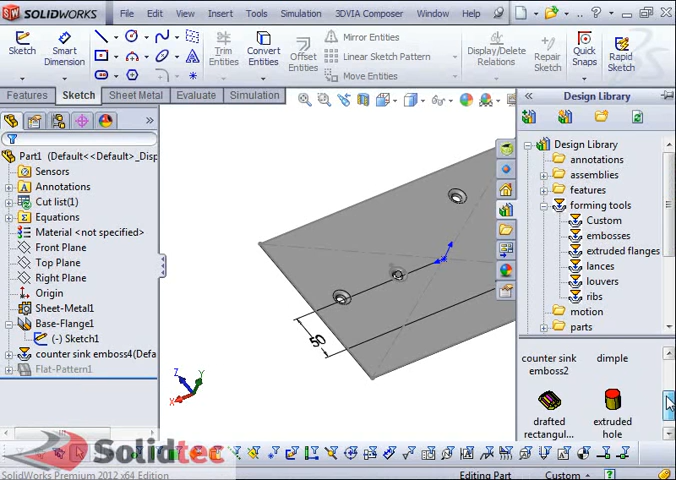 SOLIDWORKS File Edit View Insert Tools Simulation 3DVIA Composer Window Help
Sketch Smart Dimension Trim Entities Convert Entities Offset Entities Mirror Entities Linear Sketch Pattern Move Entities Display/Delete Relations Repair Sketch Quick Snaps Rapid Sketch
Features Sketch Sheet Metal Evaluate Simulation
Design Library
Part1 (Default<<Default>_Disp
Sensors
Annotations
Cut list(1)
Equations
Material <not specified>
Front Plane
Top Plane
Right Plane
Origin
Sheet-Metal1
Base-Flange1
(-) Sketch1
counter sink emboss4(Defa
Flat-Pattern1
50
Z Y X
Design Library
annotations
assemblies
features
forming tools
Custom
embosses
extruded flanges
lances
louvers
ribs
motion
parts
counter sink emboss2
dimple
drafted rectangul...
extruded hole
Solidtec
SolidWorks Premium 2012 x64 Edition
Editing Part
Custom